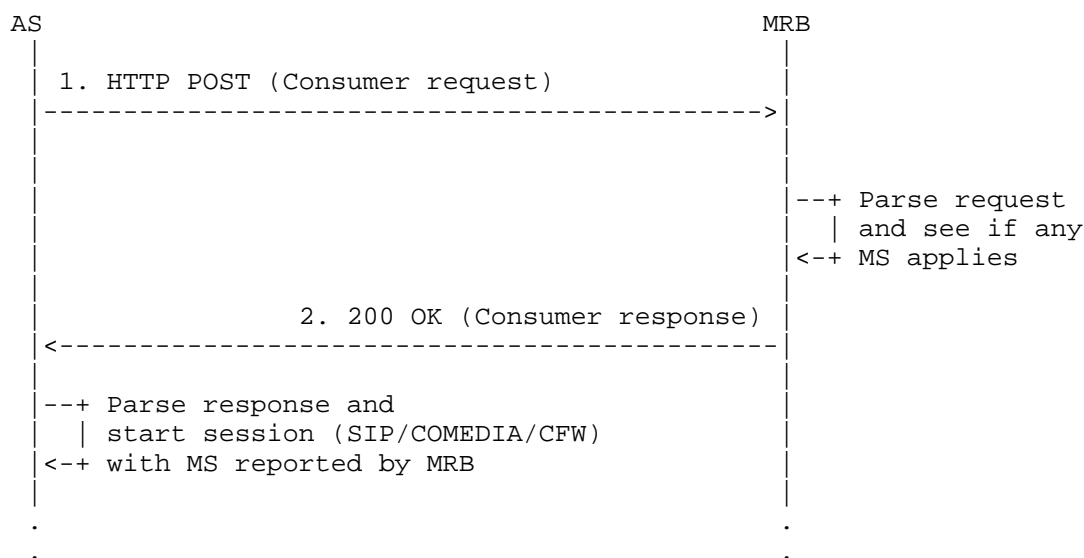 AS MRB
1. HTTP POST (Consumer request)
--+ Parse request
| and see if any
<-+ MS applies
2. 200 OK (Consumer response)
--+ Parse response and
| start session (SIP/COMEDIA/CFW)
<-+ with MS reported by MRB